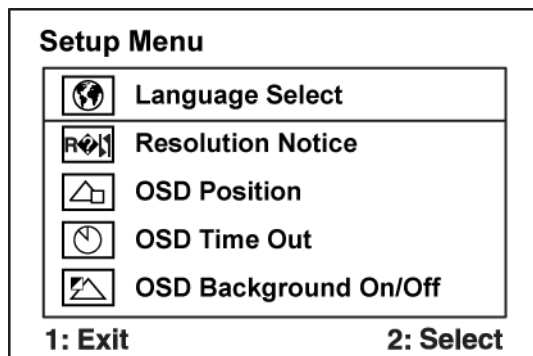 Setup Menu
Language Select
Resolution Notice
OSD Position
OSD Time Out
OSD Background On/Off
1: Exit 2: Select